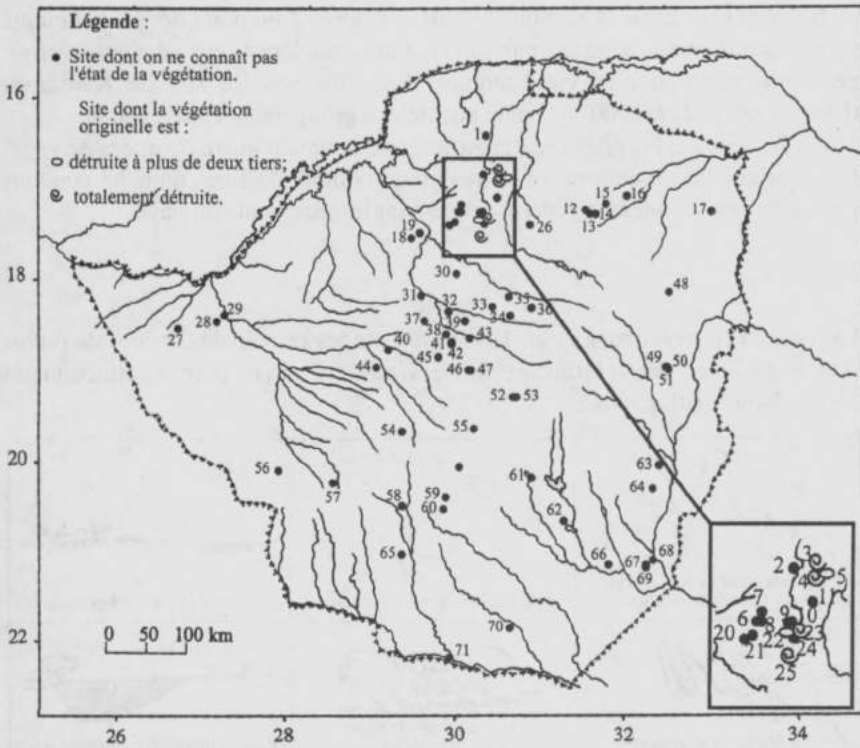 Légende :
Site dont on ne connaît pas
l'état de la végétation.
Site dont la végétation
originelle est :
détruite à plus de deux tiers;
totalement détruite.
16
18
20
22
26 28 30 32 34
0 50 100 km
1
15 16
12 13 14 17
19
18 26
30 48
31 32 33 35
34 36
29 37 39
28 38 43
27 41
40 42
45 49 50
44 46 47 51
52 53
54 55
56 61 63
57 59 64
58 60
62
65 66 67 68
69
70
71
3
2 4 5
7 11
6 8 9 10
20 22 23
21 24
25